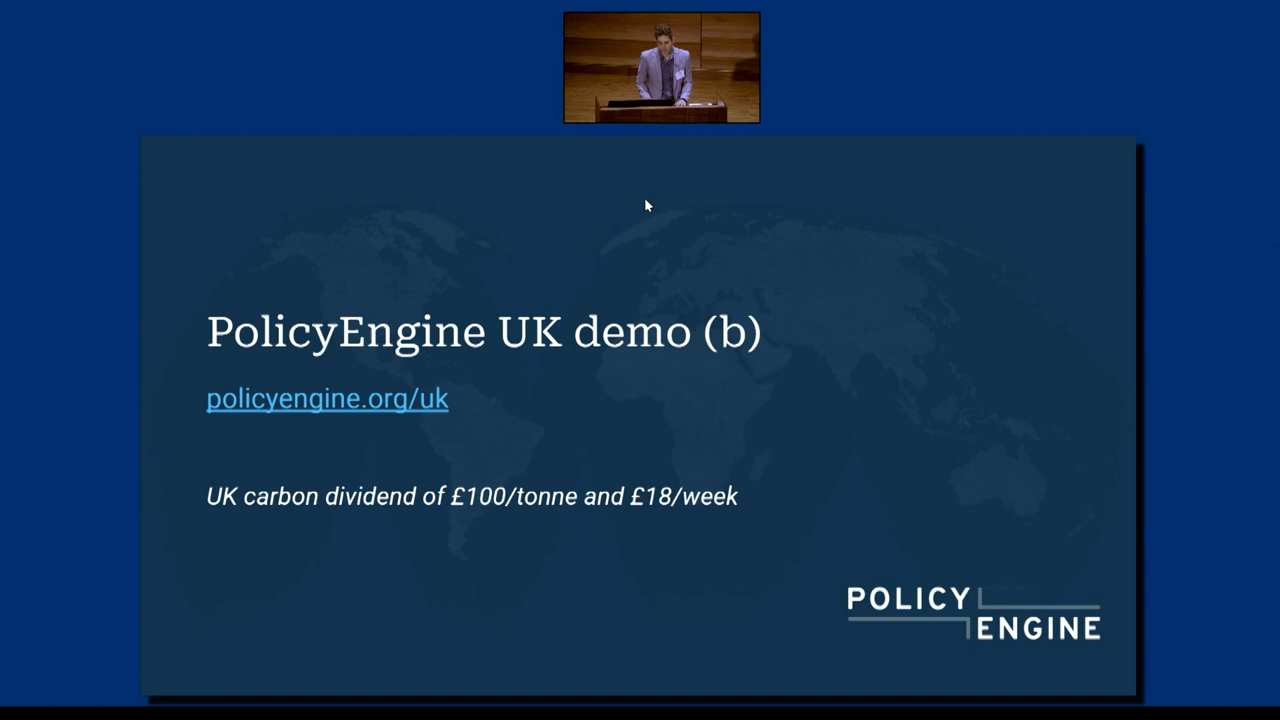 PolicyEngine UK demo (b)
policyengine.org/uk
UK carbon dividend of £100/tonne and £18/week
POLICY
ENGINE